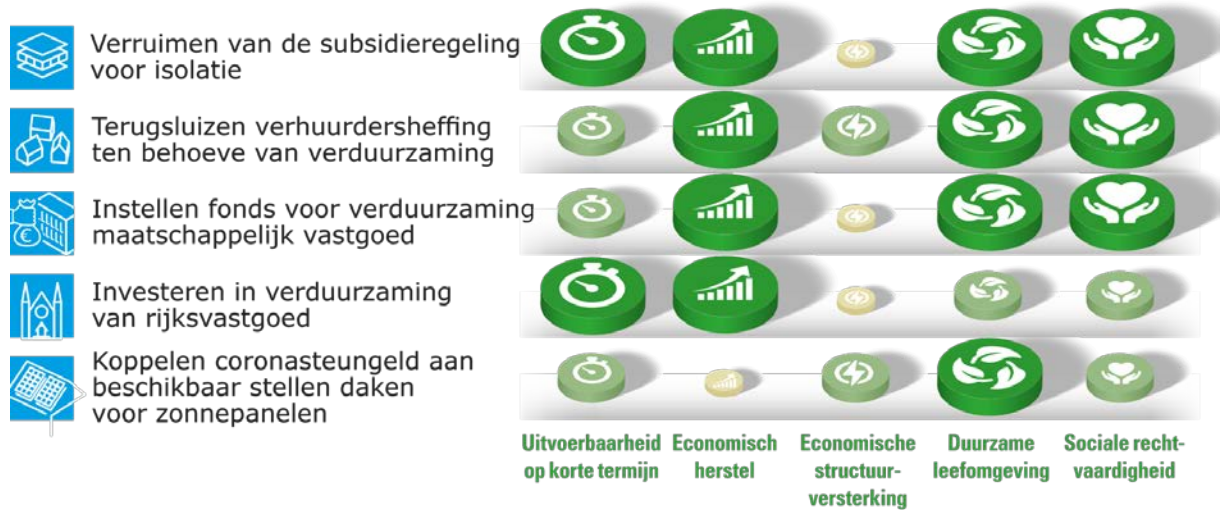 Verruimen van de subsidieregeling
voor isolatie
Terugsluizen verhuurdersheffing
ten behoeve van verduurzaming
Instellen fonds voor verduurzaming
maatschappelijk vastgoed
€
Investeren in verduurzaming
van rijksvastgoed
Koppelen coronasteungeld aan
beschikbaar stellen daken
voor zonnepanelen
Uitvoerbaarheid
op korte termijn
Economisch
herstel
Economische
structuur-
versterking
Duurzame
leefomgeving
Sociale recht-
vaardigheid